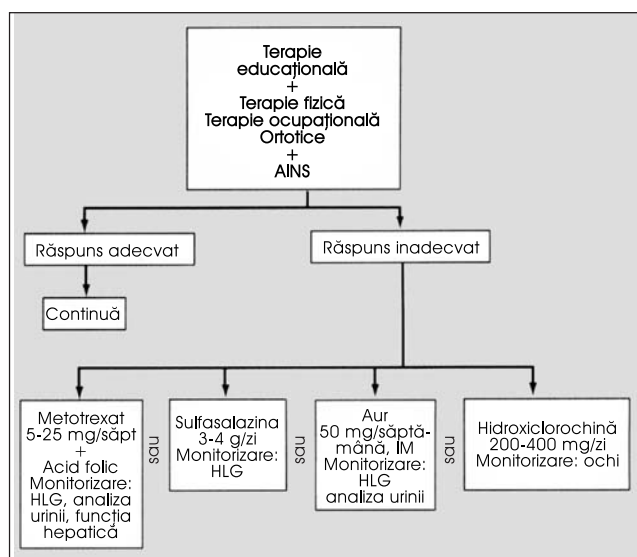 Terapie
educațională
+
Terapie fizică
Terapie ocupațională
Ortotice
+
AINS
Răspuns adecvat
Răspuns inadecvat
Continuă
Metotrexat
5-25 mg/săpt
+
Acid folic
Monitorizare:
HLG, analiza
urinii, funcția
hepatică
sau
Sulfasalazina
3-4 g/zi
Monitorizare:
HLG
sau
Aur
50 mg/săptă-
mână, IM
Monitorizare:
HLG
analiza urinii
sau
Hidroxiclorochină
200-400 mg/zi
Monitorizare: ochi